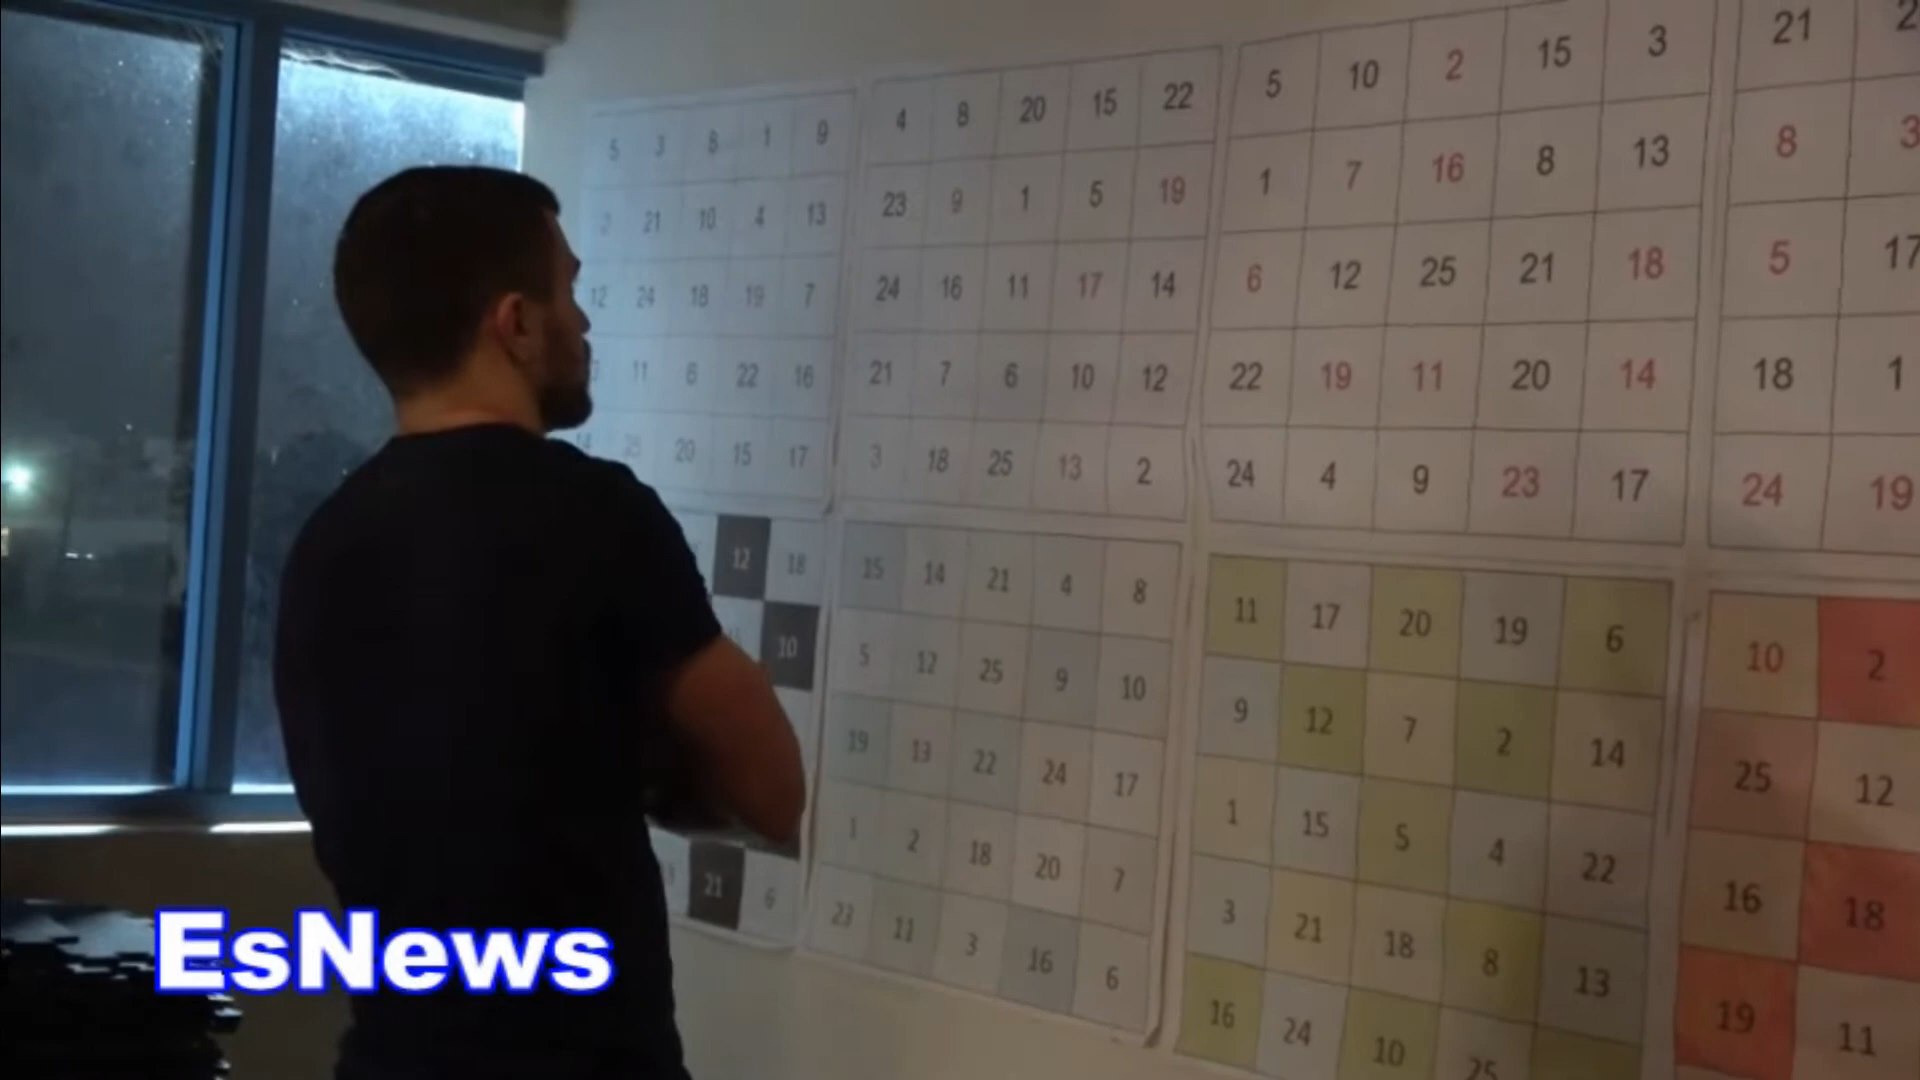 5 3 8 1 9
21 10 4 13
12 24 18 19 7
11 6 22 16
20 15 17
4 8 20 15 22
23 9 1 5 19
24 16 11 17 14
21 7 6 10 12
3 18 25 13 2
5 10 2 15 3
1 7 16 8 13
6 12 25 21 18
22 19 11 20 14
24 4 9 23 17
21
8 3
5 17
18 1
24 19
12 18
10
21 6
15 14 21 4 8
5 12 25 9 10
19 13 22 24 17
1 2 18 20 7
23 11 3 16 6
11 17 20 19 6
9 12 7 2 14
1 15 5 4 22
3 21 18 8 13
16 24 10 25
10 2
25 12
16 18
19 11
EsNews